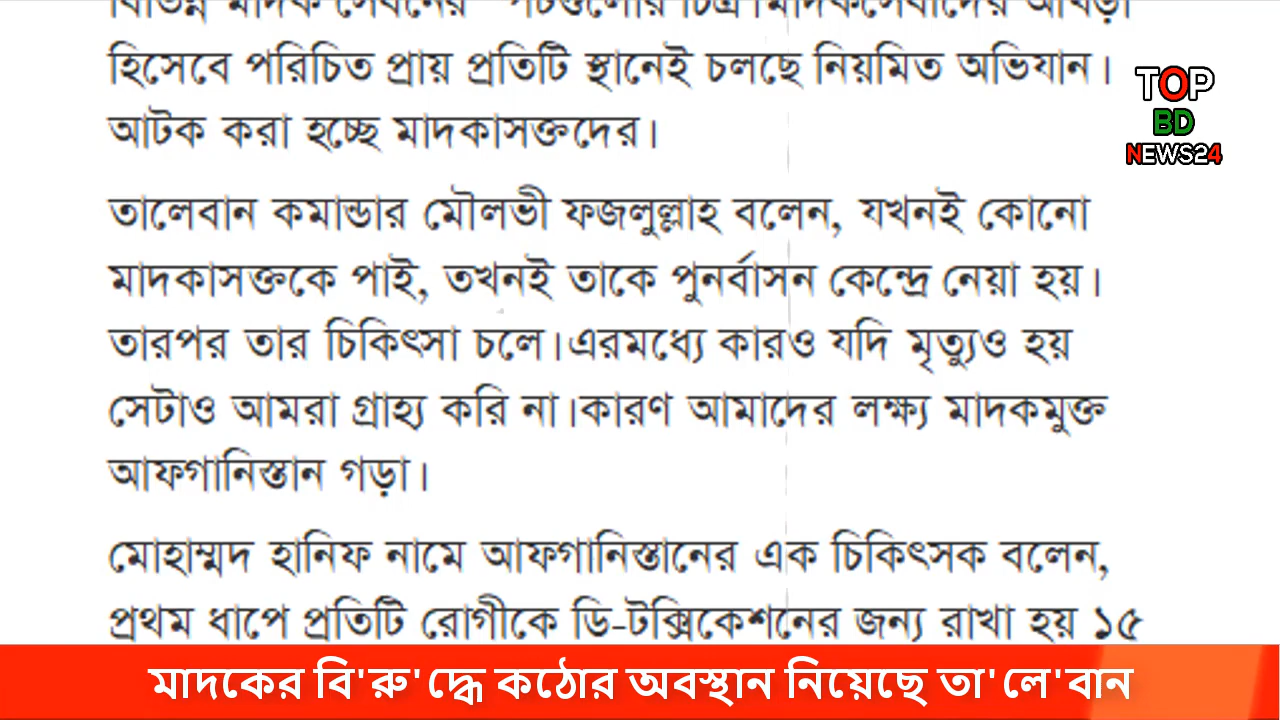 বিভিন্ন মাদক সেবনের
হিসেবে পরিচিত প্রায় প্রতিটি স্থানেই চলছে নিয়মিত অভিযান।
আটক করা হচ্ছে মাদকাসক্তদের।
তালেবান কমান্ডার মৌলভী ফজলুল্লাহ বলেন, যখনই কোনো
মাদকাসক্তকে পাই, তখনই তাকে পুনর্বাসন কেন্দ্রে নেয়া হয়।
তারপর তার চিকিৎসা চলে।এরমধ্যে কারও যদি মৃত্যুও হয়
সেটাও আমরা গ্রাহ্য করি না।কারণ আমাদের লক্ষ্য মাদকমুক্ত
আফগানিস্তান গড়া।
মোহাম্মদ হানিফ নামে আফগানিস্তানের এক চিকিৎসক বলেন,
প্রথম ধাপে প্রতিটি রোগীকে ডি-টক্সিকেশনের জন্য রাখা হয় ১৫
TOP
BD
NEWS24
মাদকের বি'রু'দ্ধে কঠোর অবস্থান নিয়েছে তা'লে'বান